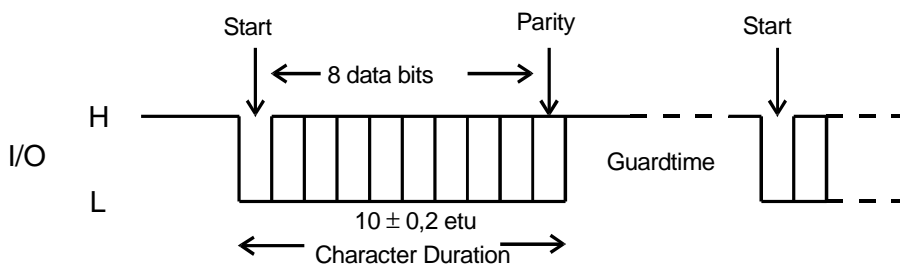 Start
Parity
Start
8 data bits
H
I/O
Guardtime
L
10 ± 0,2 etu
Character Duration